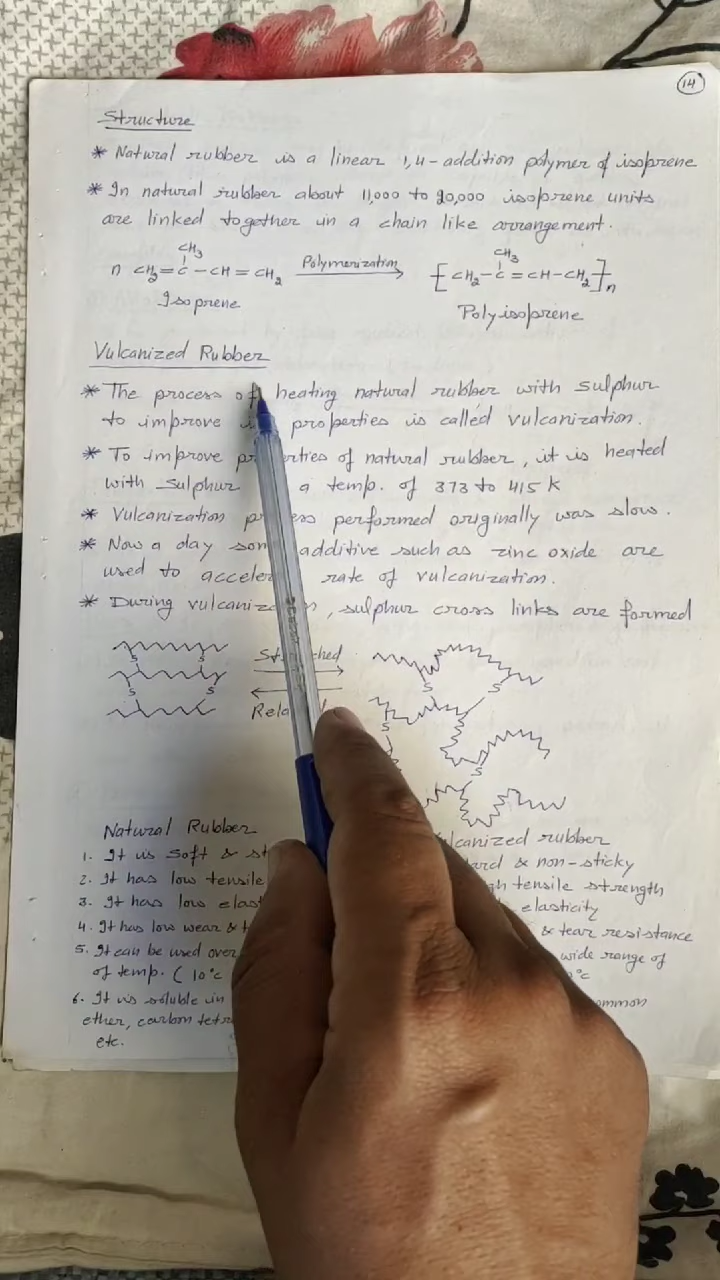 14
Structure
* Natural rubber is a linear 1,4-addition polymer of isoprene
* In natural rubber about 11,000 to 20,000 isoprene units
are linked together in a chain like arrangement.
CH3 CH3
n CH2=C-CH=CH2 Polymerization [CH2-C=CH-CH2]n
Isoprene Polyisoprene
Vulcanized Rubber
* The process of heating natural rubber with sulphur
to improve properties is called vulcanization.
* To improve properties of natural rubber, it is heated
with sulphur a temp. of 373 to 415 K
* Vulcanization process performed originally was slow.
* Now a day additive such as zinc oxide are
used to rate of vulcanization.
* During vulcanization, sulphur cross links are formed
Stretched
S S S S
S S
Relaxed
S
S
S
Natural Rubber Vulcanized rubber
1. It is soft & & non-sticky
2. It has low tensile tensile strength
3. It has low elasticity
4. It has low wear & & tear resistance
5. It can be used over wide range of
of temp. (10°C °C
6. It is soluble in common
ether, carbon
etc.